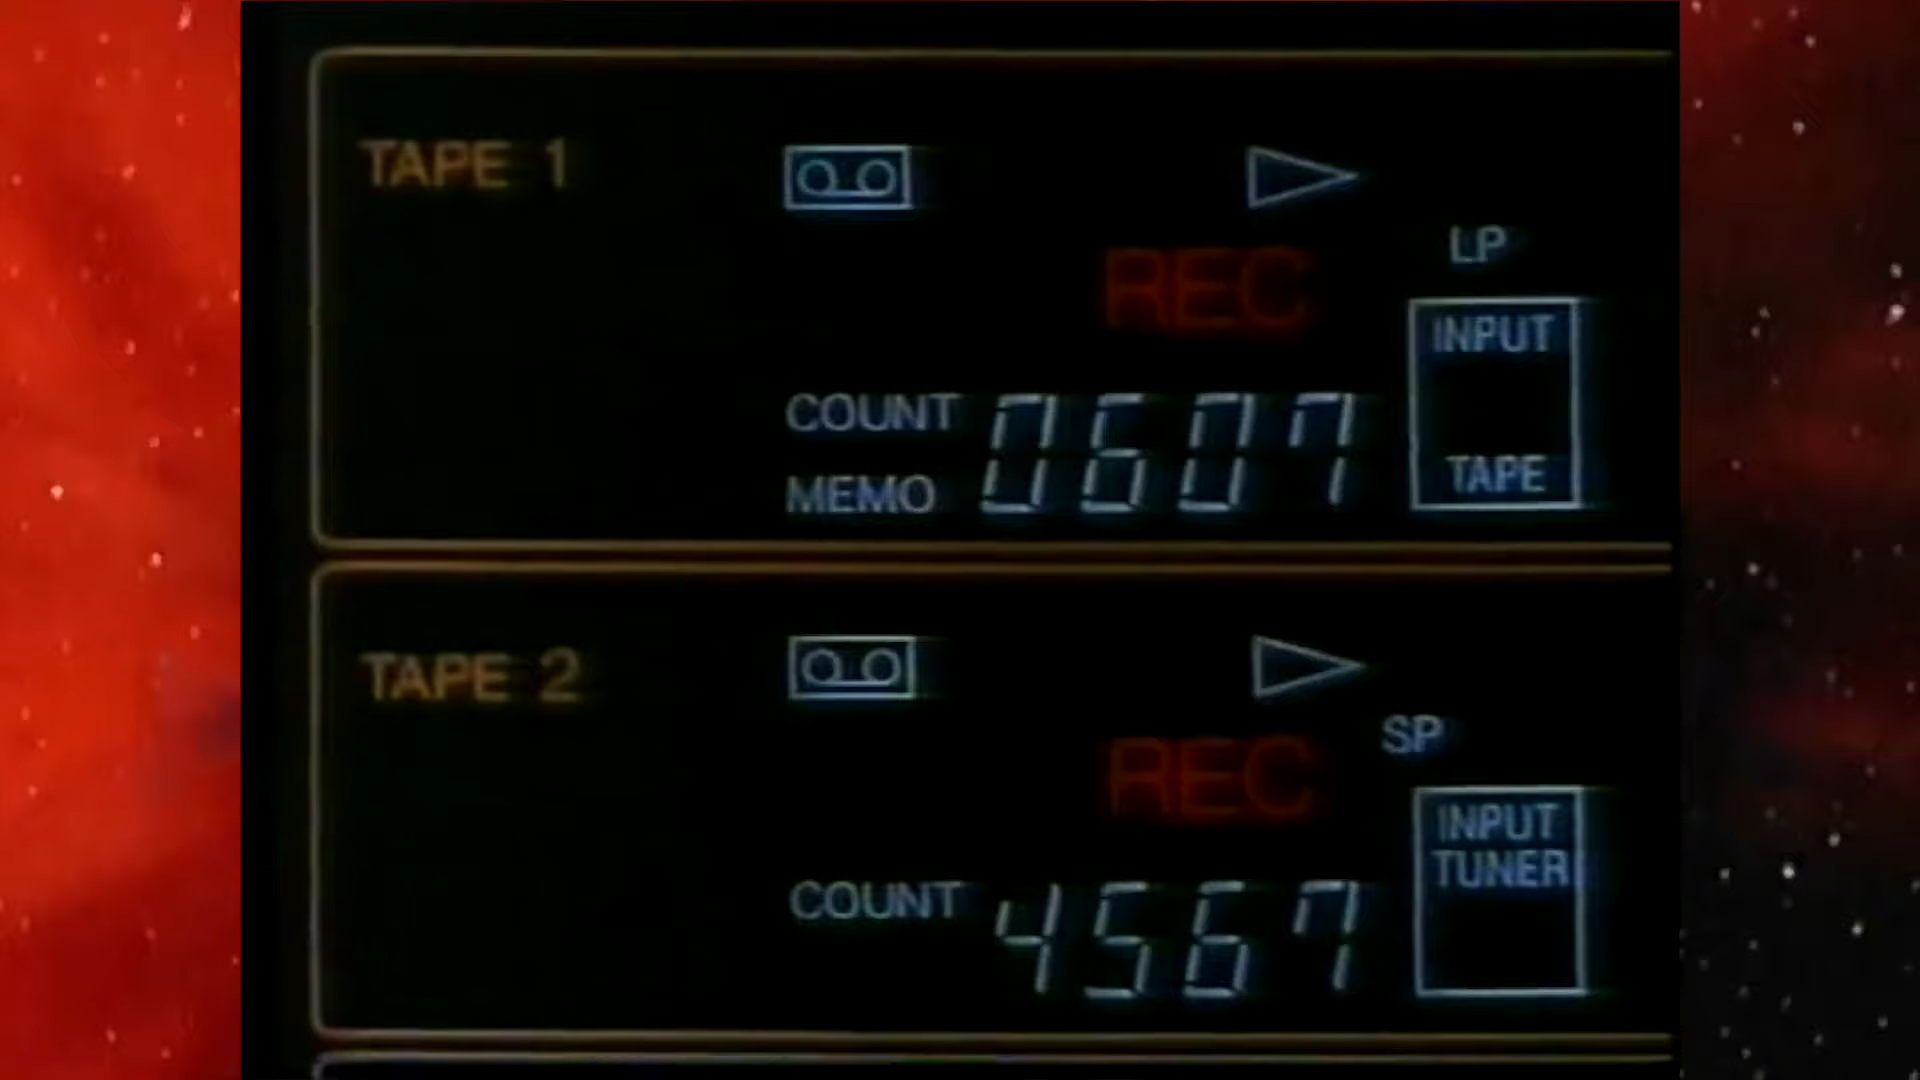 TAPE 1
LP
REC
INPUT
COUNT 0607
MEMO
TAPE
TAPE 2
SP
REC
INPUT
TUNER
COUNT 4567